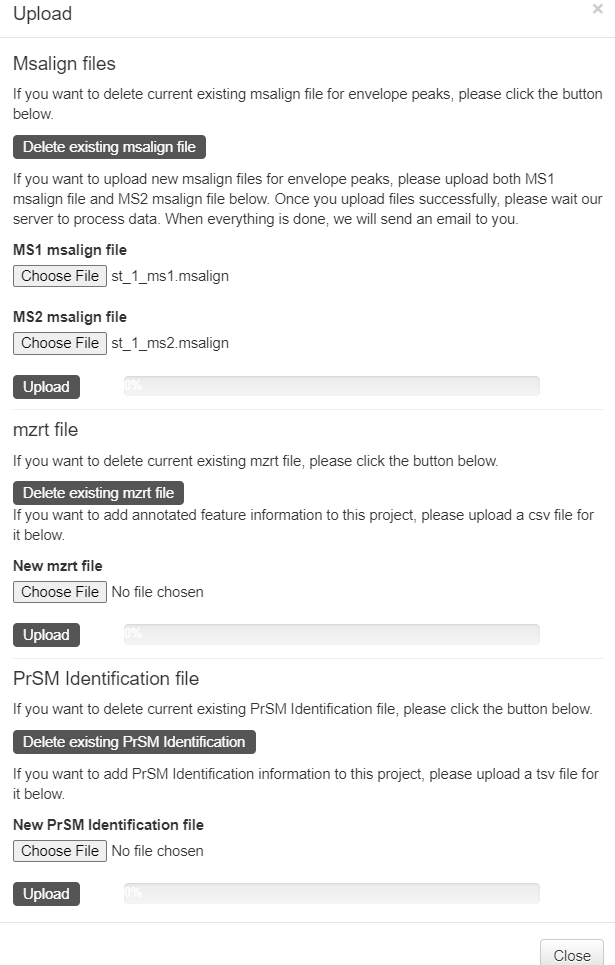 Upload
×
Msalign files
If you want to delete current existing msalign file for envelope peaks, please click the button
below.
Delete existing msalign file
If you want to upload new msalign files for envelope peaks, please upload both MS1
msalign file and MS2 msalign file below. Once you upload files successfully, please wait our
server to process data. When everything is done, we will send an email to you.
MS1 msalign file
Choose File st_1_ms1.msalign
MS2 msalign file
Choose File st_1_ms2.msalign
Upload 0%
mzrt file
If you want to delete current existing mzrt file, please click the button below.
Delete existing mzrt file
If you want to add annotated feature information to this project, please upload a csv file for
it below.
New mzrt file
Choose File No file chosen
Upload 0%
PrSM Identification file
If you want to delete current existing PrSM Identification file, please click the button below.
Delete existing PrSM Identification
If you want to add PrSM Identification information to this project, please upload a tsv file for
it below.
New PrSM Identification file
Choose File No file chosen
Upload 0%
Close